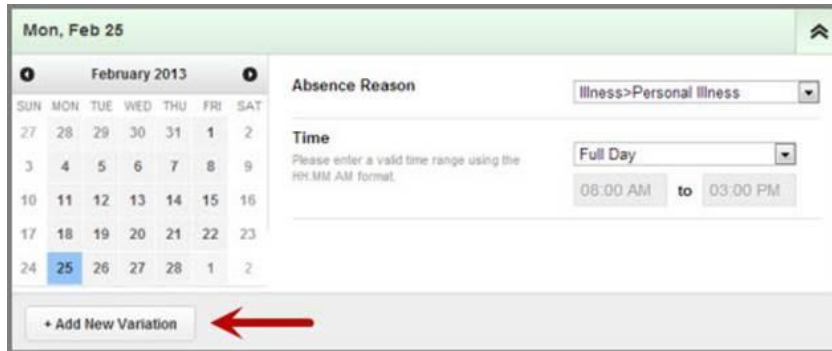 Mon, Feb 25
February 2013
SUN MON TUE WED THU FRI SAT
27 28 29 30 31 1 2
3 4 5 6 7 8 9
10 11 12 13 14 15 16
17 18 19 20 21 22 23
24 25 26 27 28 1 2
Absence Reason
Illness>Personal Illness
Time
Please enter a valid time range using the
HH:MM AM format.
Full Day
08:00 AM to 03:00 PM
+ Add New Variation